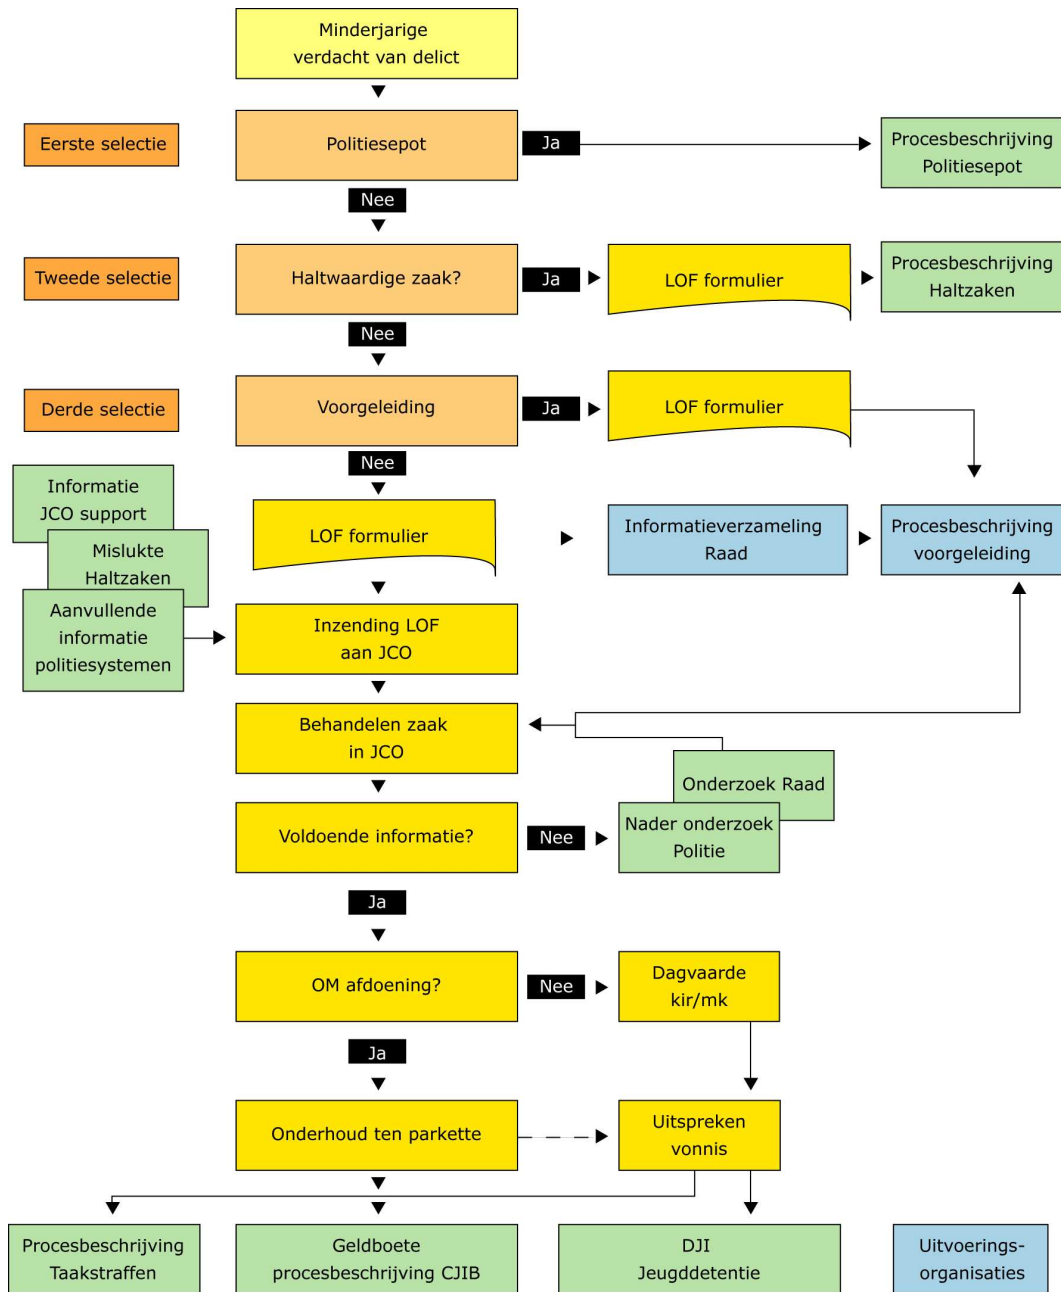 Minderjarige
verdacht van delict
Eerste selectie
Politiesepot
Ja
Procesbeschrijving
Politiesepot
Nee
Tweede selectie
Haltwaardige zaak?
Ja
LOF formulier
Procesbeschrijving
Haltzaken
Nee
Derde selectie
Voorgeleiding
Ja
LOF formulier
Nee
Informatie
JCO support
Mislukte
Haltzaken
Aanvullende
informatie
politiesystemen
LOF formulier
Informatieverzameling
Raad
Procesbeschrijving
voorgeleiding
Inzending LOF
aan JCO
Behandelen zaak
in JCO
Onderzoek Raad
Voldoende informatie?
Nee
Nader onderzoek
Politie
Ja
OM afdoening?
Nee
Dagvaarde
kir/mk
Ja
Onderhoud ten parkette
Uitspreken
vonnis
Procesbeschrijving
Taakstraffen
Geldboete
procesbeschrijving CJIB
DJI
Jeugddetentie
Uitvoerings-
organisaties